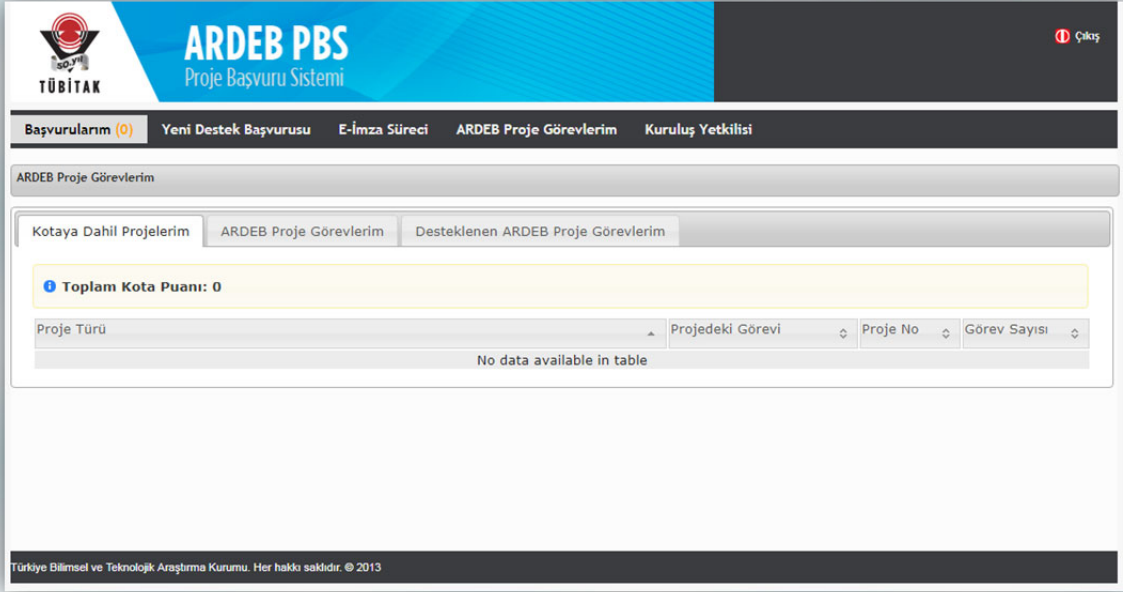 50.yıl
TÜBİTAK
ARDEB PBS
Proje Başvuru Sistemi
Çıkış
Başvurularım (0) Yeni Destek Başvurusu E-İmza Süreci ARDEB Proje Görevlerim Kuruluş Yetkilisi
ARDEB Proje Görevlerim
Kotaya Dahil Projelerim ARDEB Proje Görevlerim Desteklenen ARDEB Proje Görevlerim
Toplam Kota Puanı: 0
Proje Türü Projedeki Görevi Proje No Görev Sayısı
No data available in table
Türkiye Bilimsel ve Teknolojik Araştırma Kurumu. Her hakkı saklıdır. © 2013